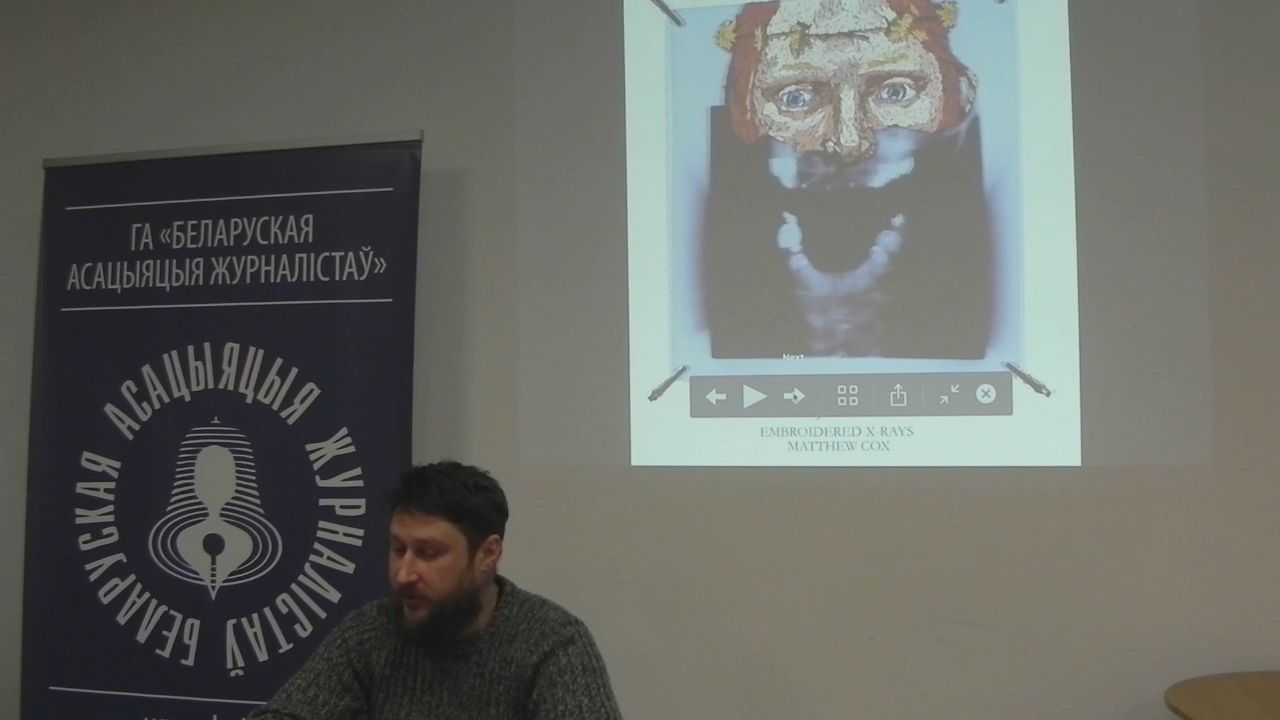 ГА «БЕЛАРУСКАЯ
АСАЦЫЯЦЫЯ ЖУРНАЛІСТАЎ»
БЕЛАРУСКАЯ АСАЦЫЯЦЫЯ ЖУРНАЛІСТАЎ
Next
EMBROIDERED X-RAYS
MATTHEW COX